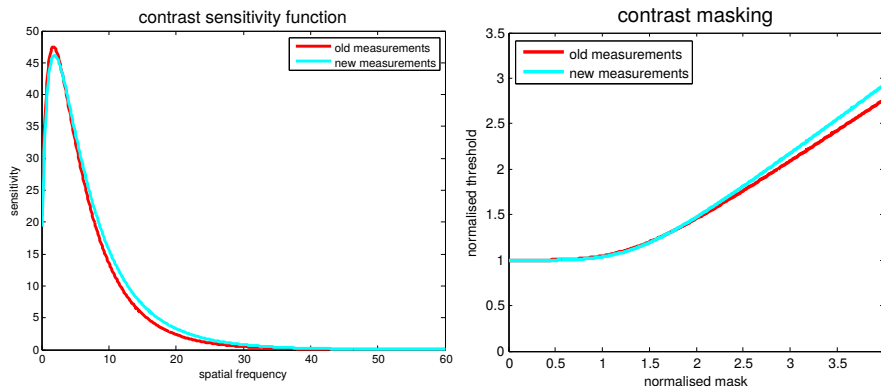 contrast sensitivity function
50
45
40
35
30
25
20
15
10
5
0
sensitivity
old measurements
new measurements
0 10 20 30 40 50 60
spatial frequency
contrast masking
3.5
3
2.5
2
1.5
1
0.5
0
normalised threshold
old measurements
new measurements
0 0.5 1 1.5 2 2.5 3 3.5
normalised mask